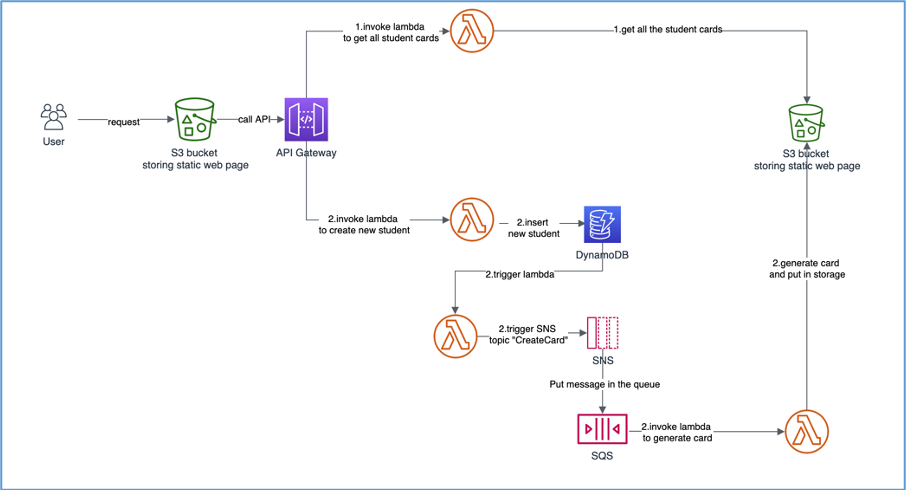 1.invoke lambda
to get all student cards
1.get all the student cards
request
call API
User
S3 bucket
storing static web page
API Gateway
S3 bucket
storing static web page
2.invoke lambda
to create new student
2.insert
new student
DynamoDB
2.generate card
and put in storage
2.trigger lambda
2.trigger SNS
topic "CreateCard"
SNS
Put message in the queue
2.invoke lambda
to generate card
SQS